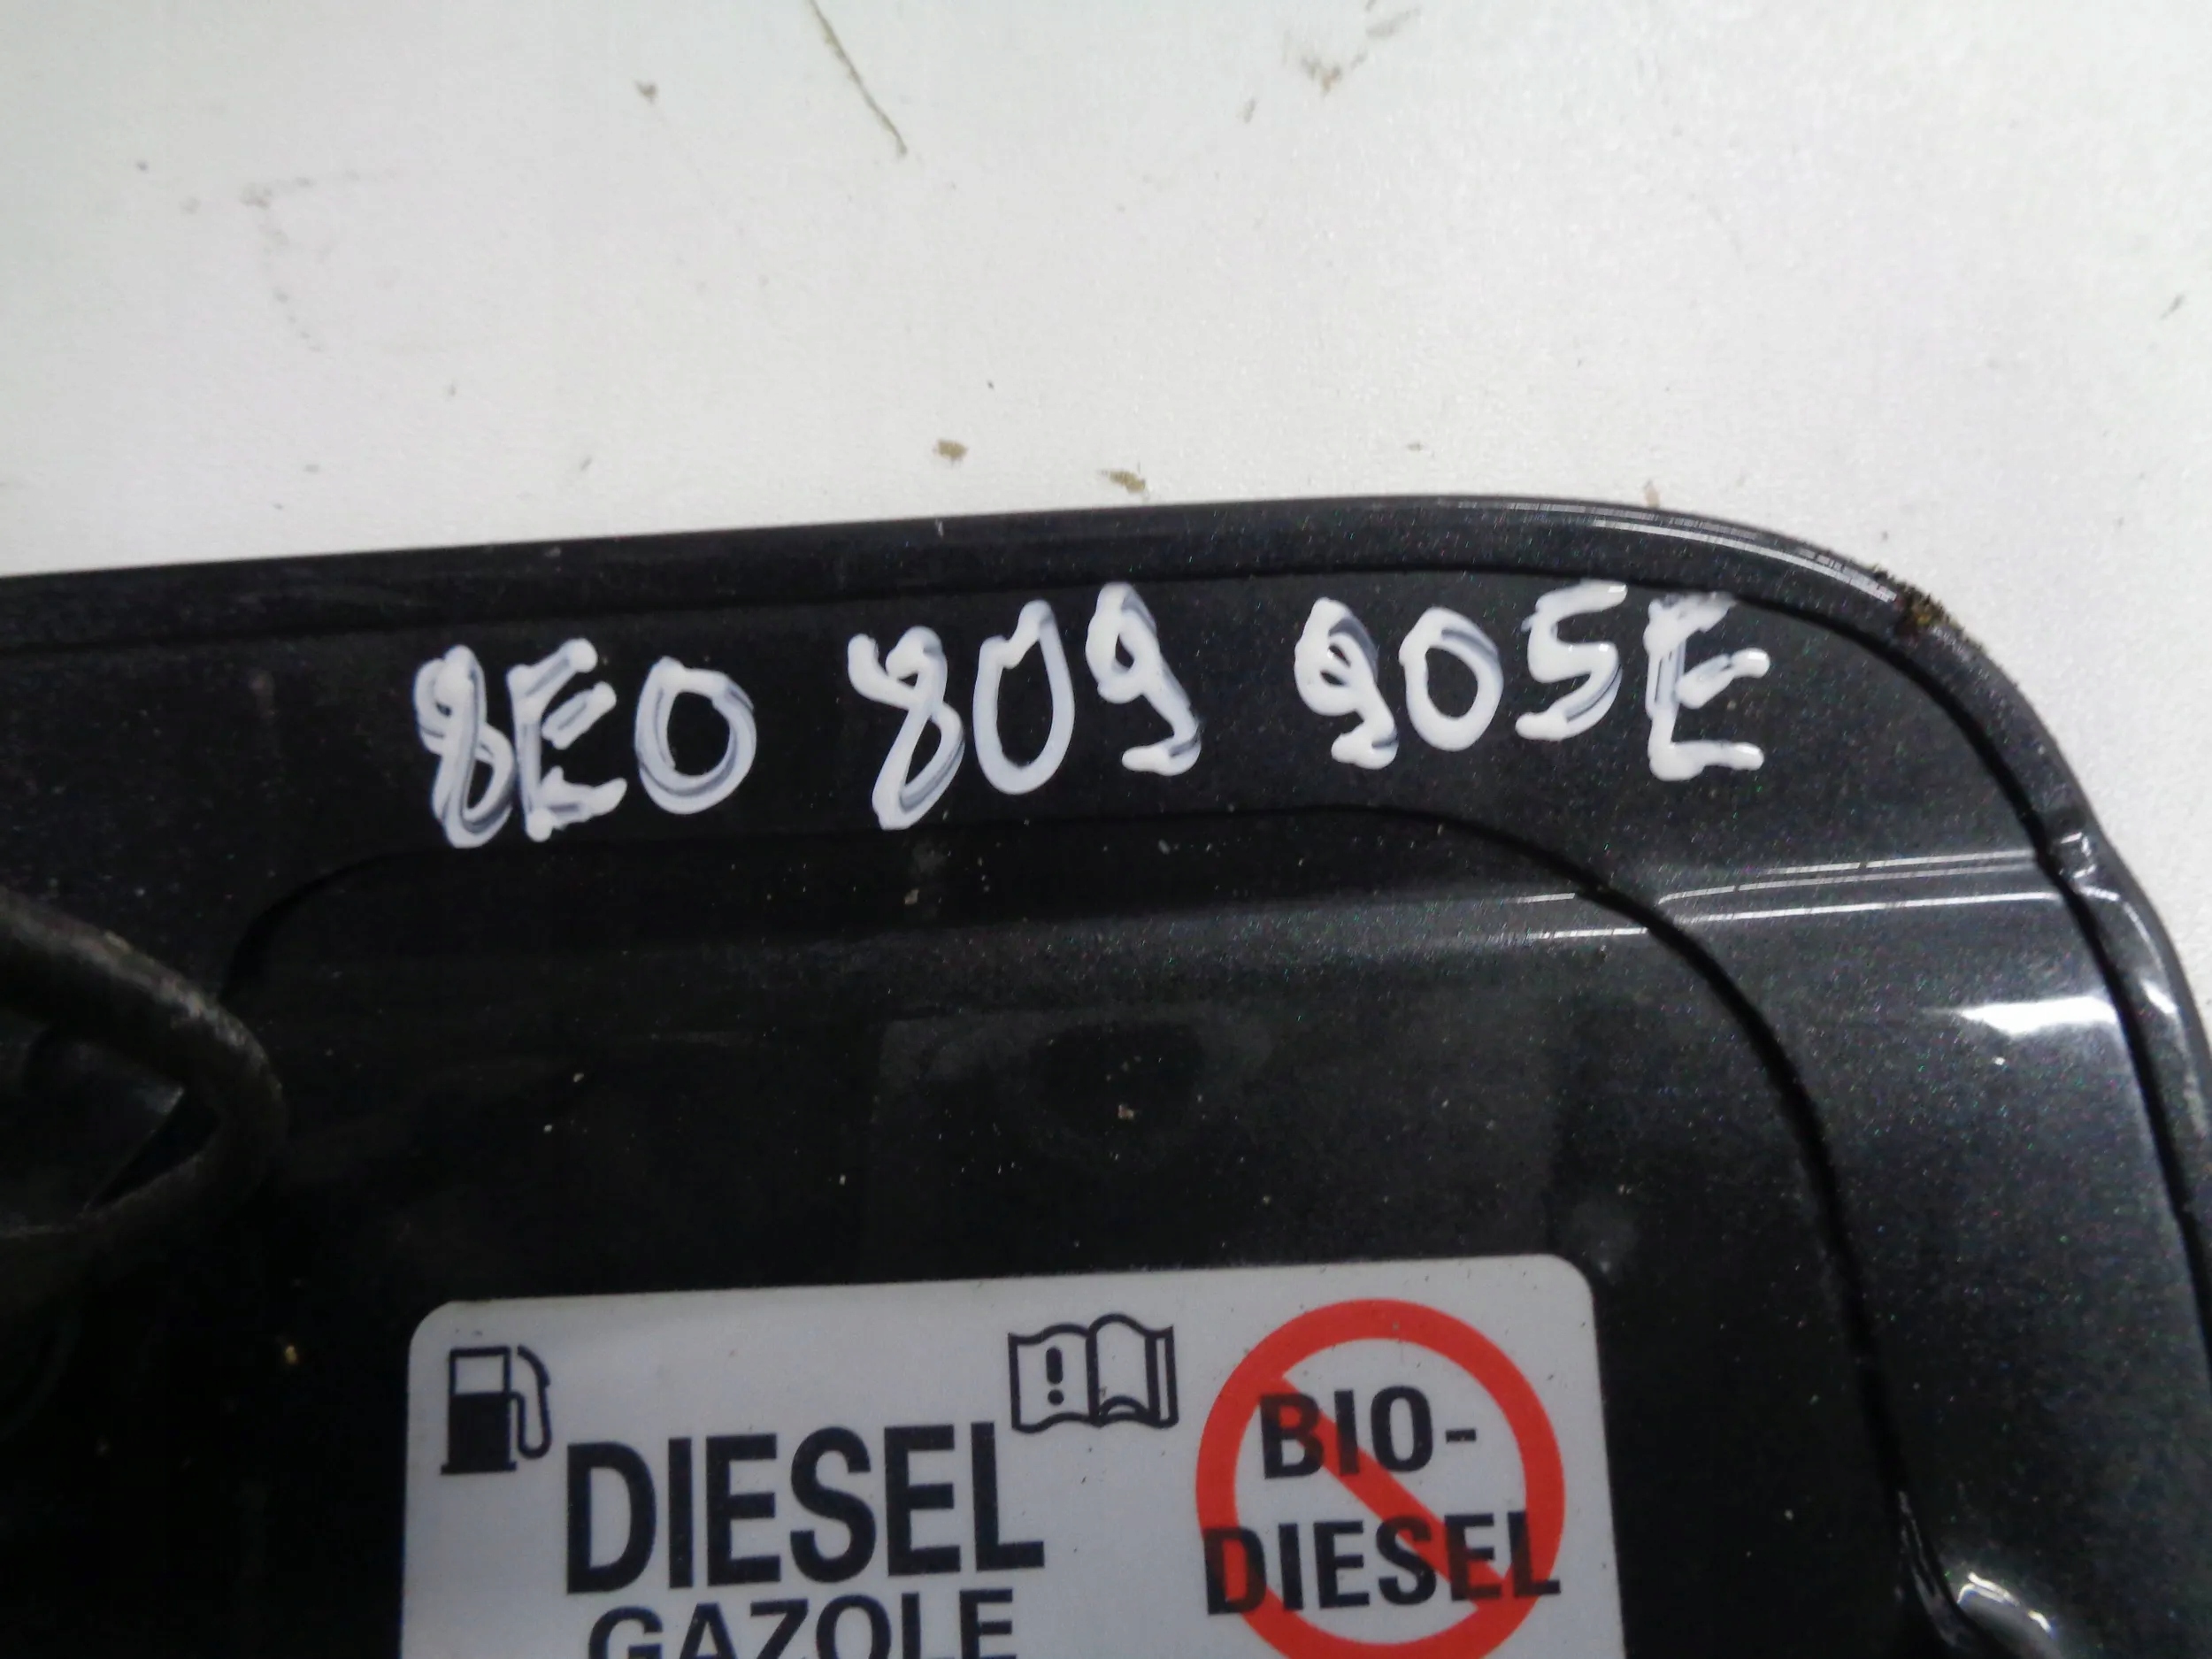 8E0 809 905E
DIESEL
GAZOLE
BIO-
DIESEL